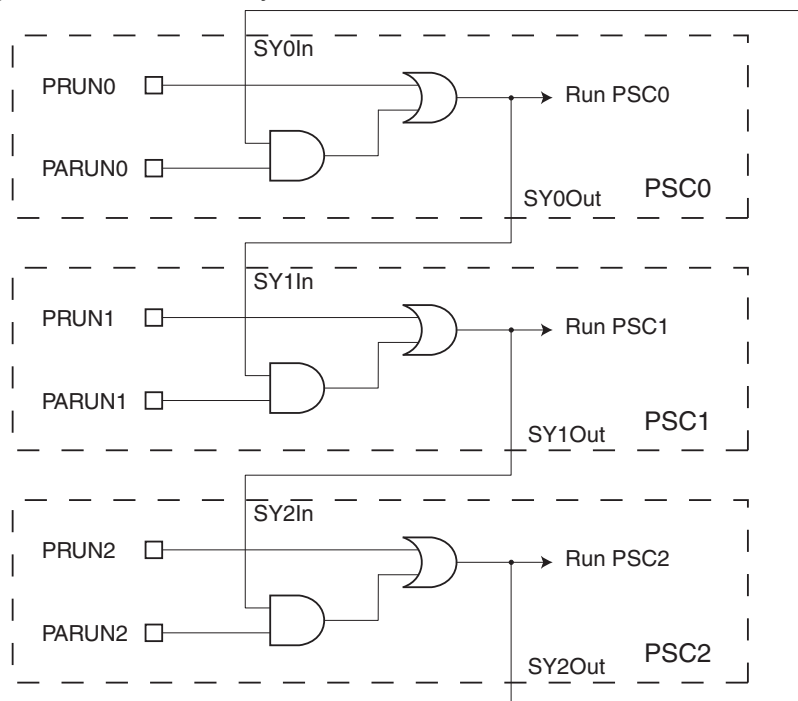 SY0In
PRUN0
Run PSC0
PARUN0
PSC0
SY0Out
SY1In
PRUN1
Run PSC1
PARUN1
PSC1
SY1Out
SY2In
PRUN2
Run PSC2
PARUN2
PSC2
SY2Out